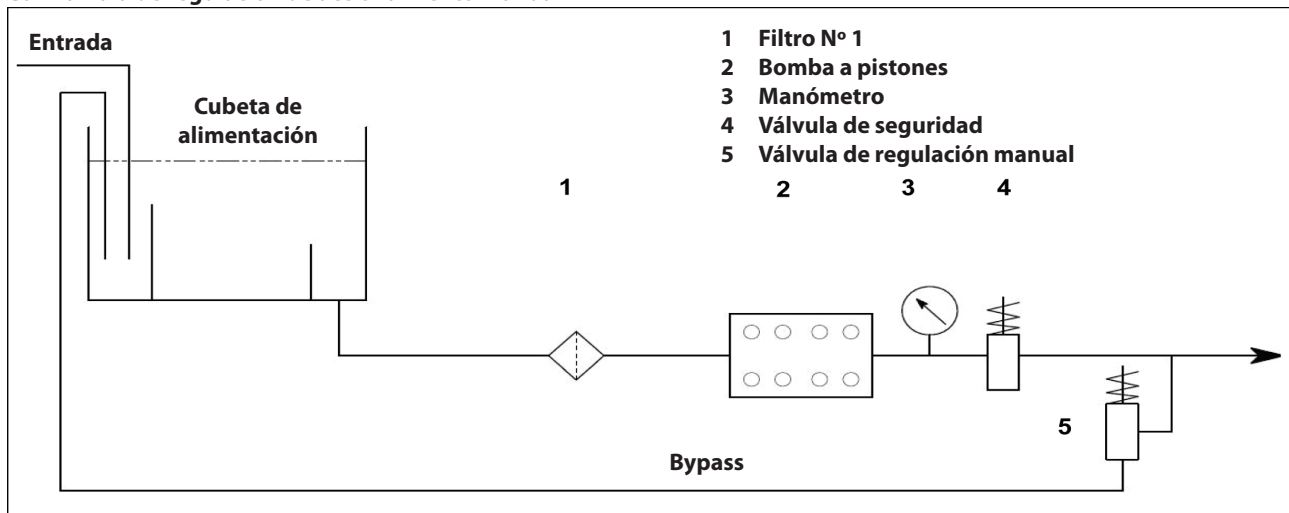 Entrada
Cubeta de
alimentación
1 Filtro Nº 1
2 Bomba a pistones
3 Manómetro
4 Válvula de seguridad
5 Válvula de regulación manual
1
2
3
4
5
Bypass